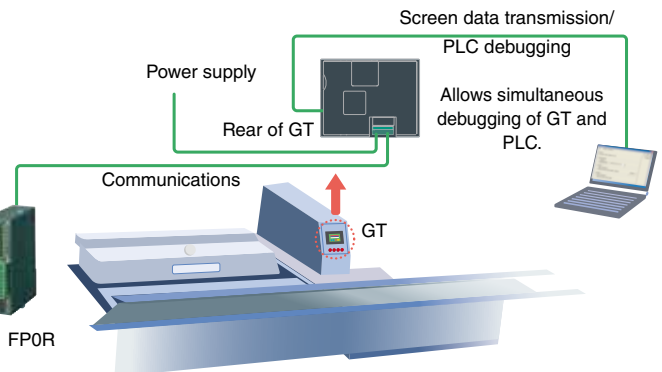 Screen data transmission/
PLC debugging
Power supply
Allows simultaneous
debugging of GT and
PLC.
Rear of GT
Communications
GT
FP0R